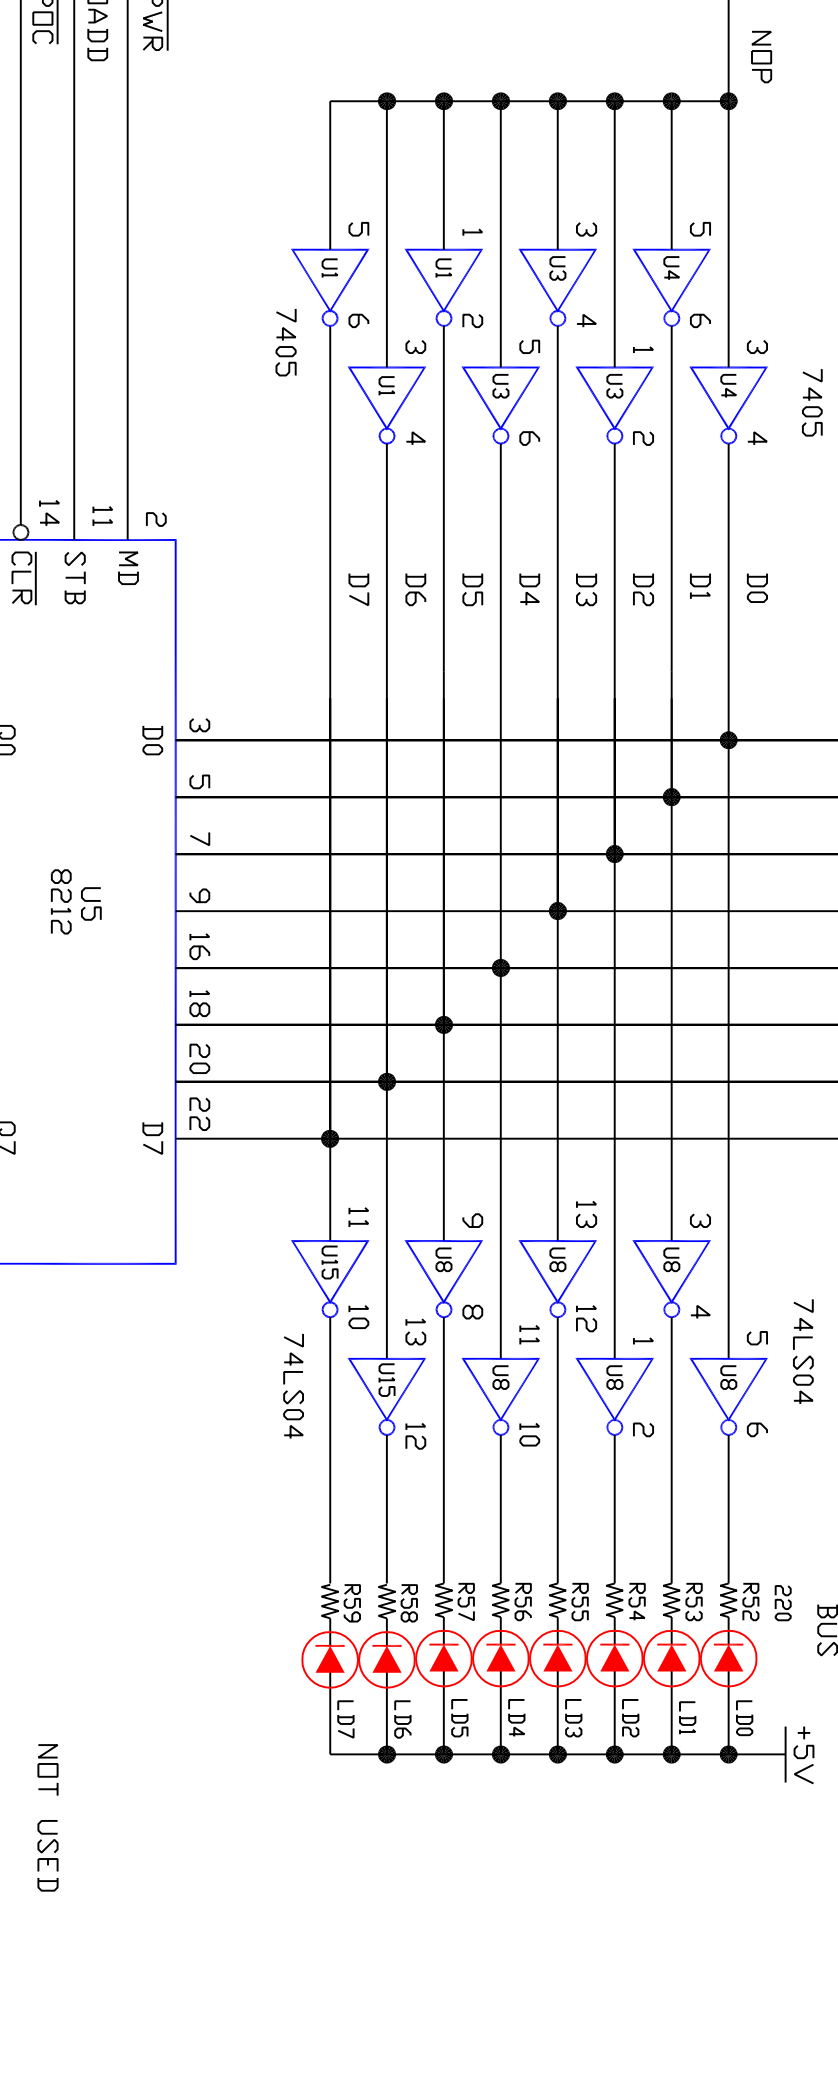 NOP
PWR
OADD
POC
5
3
1
5
U4
U3
U1
U1
6
4
2
6
7405
3
1
5
3
U4
U3
U3
U1
4
2
6
4
7405
2
11
14
MD
STB
CLR
D0
D1
D2
D3
D4
D5
D6
D7
3
5
7
9
16
18
20
22
D0
D7
Q0
Q7
U5
8212
3
13
9
11
U8
U8
U8
U15
4
12
8
10
74LS04
5
1
11
13
U8
U8
U8
U15
6
2
10
12
74LS04
BUS
220
R52
R53
R54
R55
R56
R57
R58
R59
LD0
LD1
LD2
LD3
LD4
LD5
LD6
LD7
+5V
NOT USED